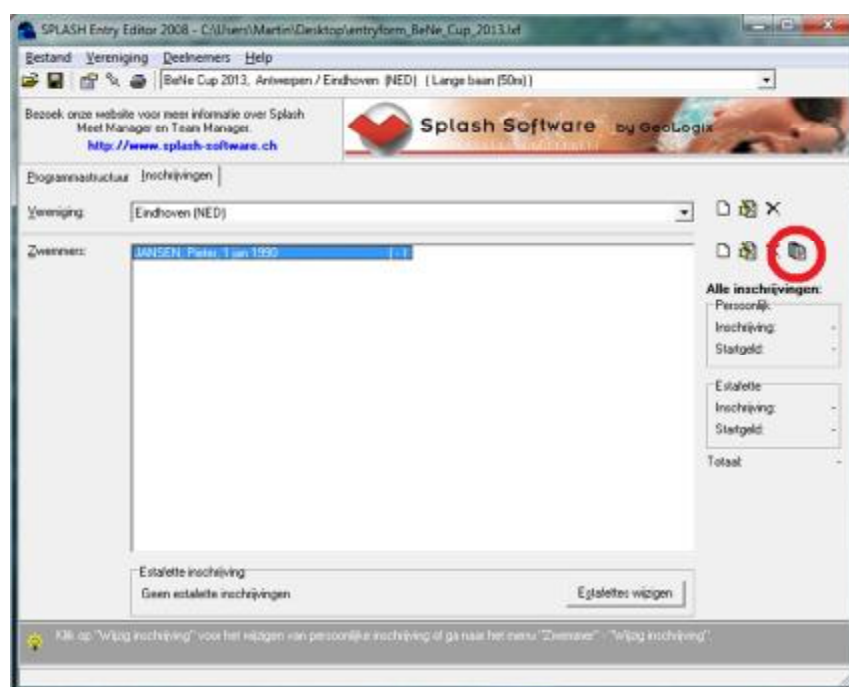 SPLASH Entry Editor 2008 - C:\Users\Martin\Desktop\entryform_BeNe_Cup_2013.lxf
Bestand Vereniging Deelnemers Help
BeNe Cup 2013, Antwerpen / Eindhoven (NED) (Lange baan (50m))
Bezoek onze website voor meer informatie over Splash
Meet Manager en Team Manager.
http://www.splash-software.ch
Splash Software by GeoLogix
Programmastructuur Inschrijvingen
Vereniging: Eindhoven (NED)
Zwemmers: JANSEN, Pieter, 1 jan 1990 [ - ]
Alle inschrijvingen:
Persoonlijk
Inschrijving: -
Startgeld: -
Estafette
Inschrijving: -
Startgeld: -
Totaal: -
Estafette inschrijving
Geen estafette inschrijvingen
Estafettes wijzigen
Klik op "Wijzig inschrijving" voor het wijzigen van persoonlijke inschrijving of ga naar het menu "Zwemmer" - "Wijzig inschrijving".